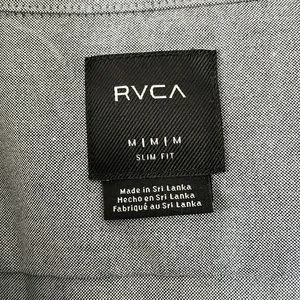 RVCA
M | M | M
SLIM FIT
Made in Sri Lanka
Hecho en Sri Lanka
Fabriqué au Sri Lanka